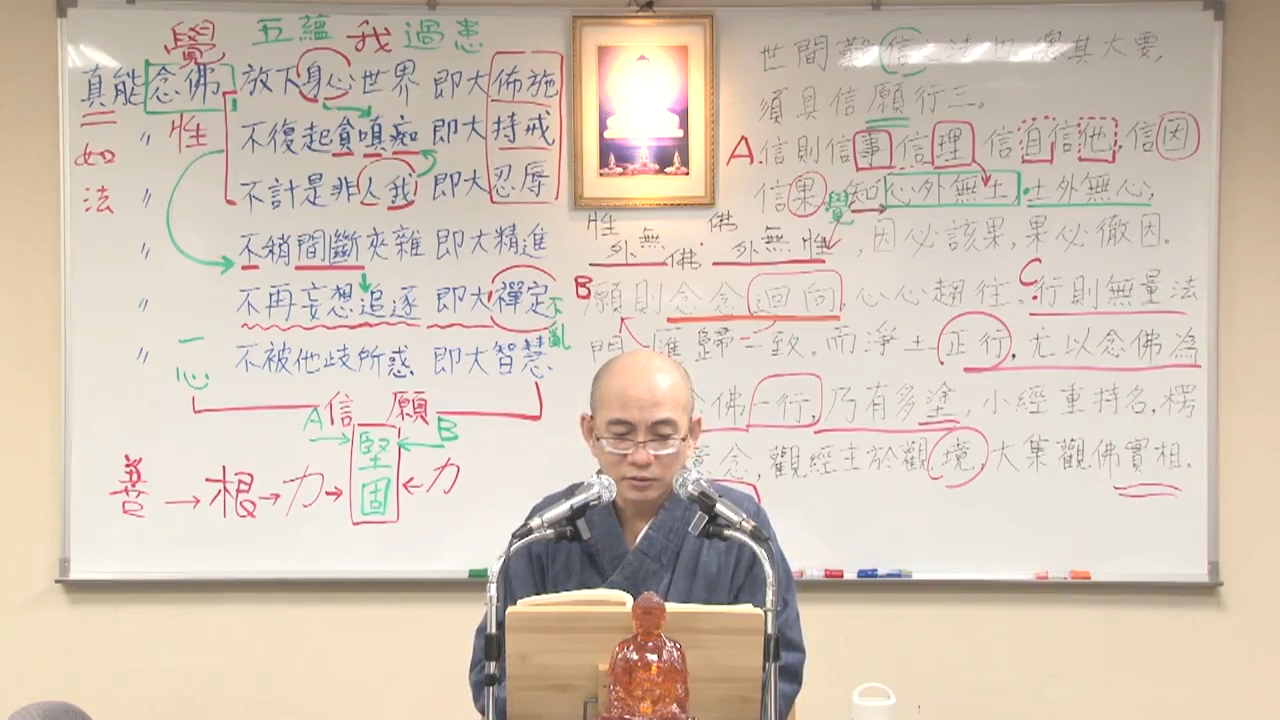 覺 五蘊我過患
真能念佛 放下身心世界 即大佈施
二 〃 性 不復起貪嗔痴 即大持戒
如 〃 不計是非人我 即大忍辱
法
〃 不稍間斷夾雜 即大精進
〃 不再妄想追逐 即大禪定 不亂
一 〃 不被他歧所惑 即大智慧
心
A 信 願 B
善→根→力→堅固←力
世間難信之法也 總其大要,
須具信願行三。
A.信則信事信理 信自信他,信因
信果,知心外無土,土外無心,
覺
性外無佛.佛外無性,因必該果,果必徹因。
B願則念念迴向,心心趨往。C.行則無量法
門,匯歸一致。而淨土正行,尤以念佛為
佛一行,乃有多塗,小經重持名,楞
念,觀經主於觀境,大集觀佛實相。